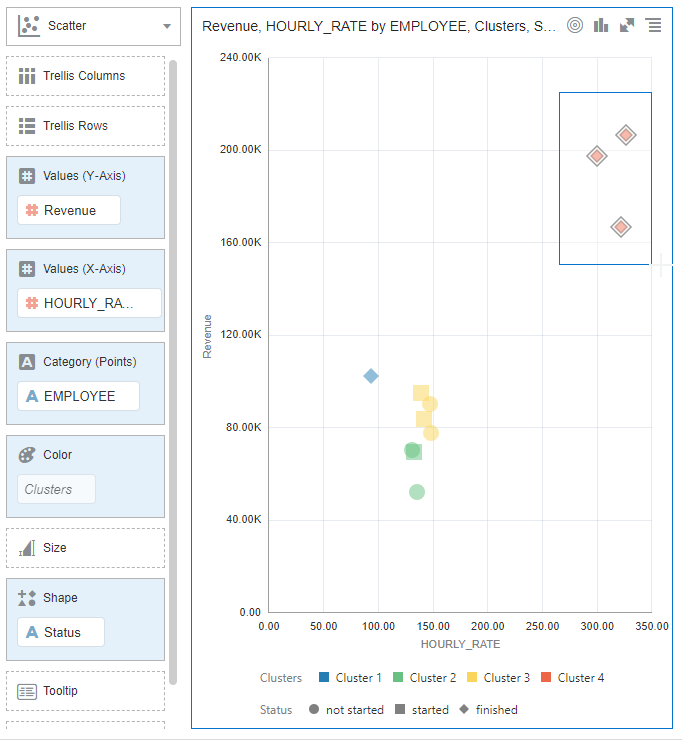 Scatter
Trellis Columns
Trellis Rows
Values (Y-Axis)
Revenue
Values (X-Axis)
HOURLY_RA...
Category (Points)
A EMPLOYEE
Color
Clusters
Size
Shape
A Status
Tooltip
Revenue, HOURLY_RATE by EMPLOYEE, Clusters, S...
240.00K
200.00K
160.00K
120.00K
80.00K
40.00K
0.00
Revenue
0.00 50.00 100.00 150.00 200.00 250.00 300.00 350.00
HOURLY_RATE
Clusters Cluster 1 Cluster 2 Cluster 3 Cluster 4
Status not started started finished